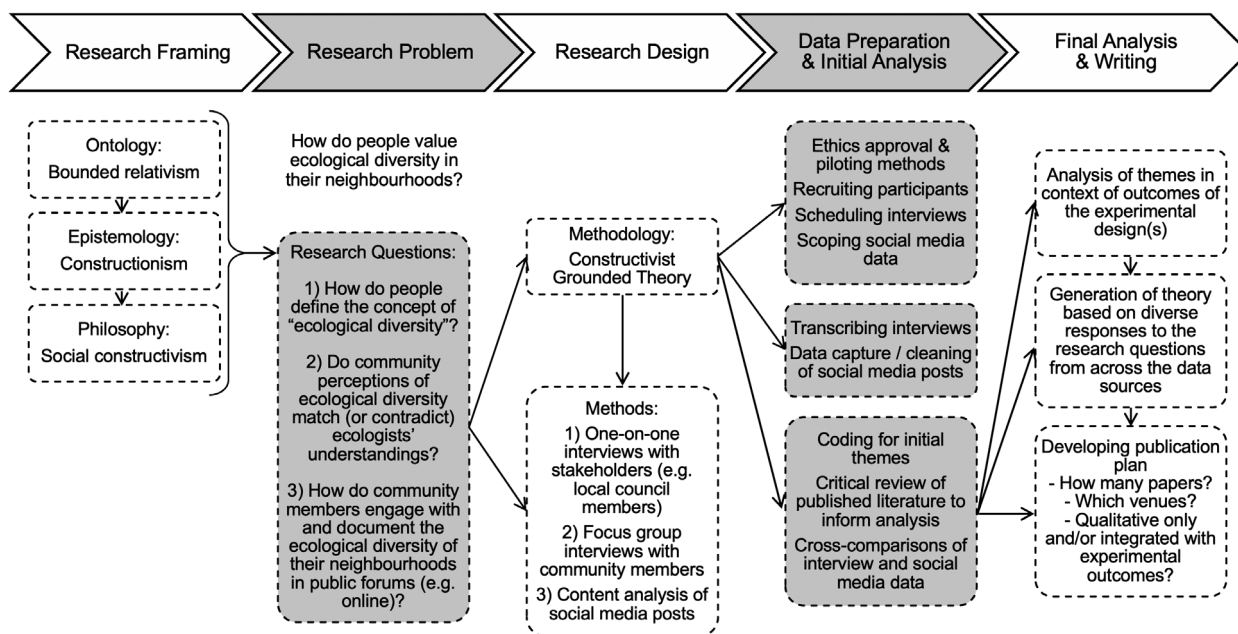 Research Framing
Research Problem
Research Design
Data Preparation
& Initial Analysis
Final Analysis
& Writing
Ontology:
Bounded relativism
Epistemology:
Constructionism
Philosophy:
Social constructivism
How do people value
ecological diversity in
their neighbourhoods?
Research Questions:
1) How do people
define the concept of
“ecological diversity”?
2) Do community
perceptions of
ecological diversity
match (or contradict)
ecologists’
understandings?
3) How do community
members engage with
and document the
ecological diversity of
their neighbourhoods
in public forums (e.g.
online)?
Methodology:
Constructivist
Grounded Theory
Methods:
1) One-on-one
interviews with
stakeholders (e.g.
local council
members)
2) Focus group
interviews with
community members
3) Content analysis of
social media posts
Ethics approval &
piloting methods
Recruiting participants
Scheduling interviews
Scoping social media
data
Transcribing interviews
Data capture / cleaning
of social media posts
Coding for initial
themes
Critical review of
published literature to
inform analysis
Cross-comparisons of
interview and social
media data
Analysis of themes in
context of outcomes of
the experimental
design(s)
Generation of theory
based on diverse
responses to the
research questions
from across the data
sources
Developing publication
plan
- How many papers?
- Which venues?
- Qualitative only
and/or integrated with
experimental
outcomes?